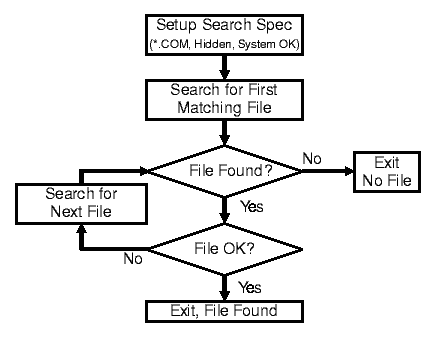 Setup Search Spec
(*.COM, Hidden, System OK)
Search for First
Matching File
File Found?
No
Exit
No File
Search for
Next File
Yes
File OK?
No
Yes
Exit, File Found